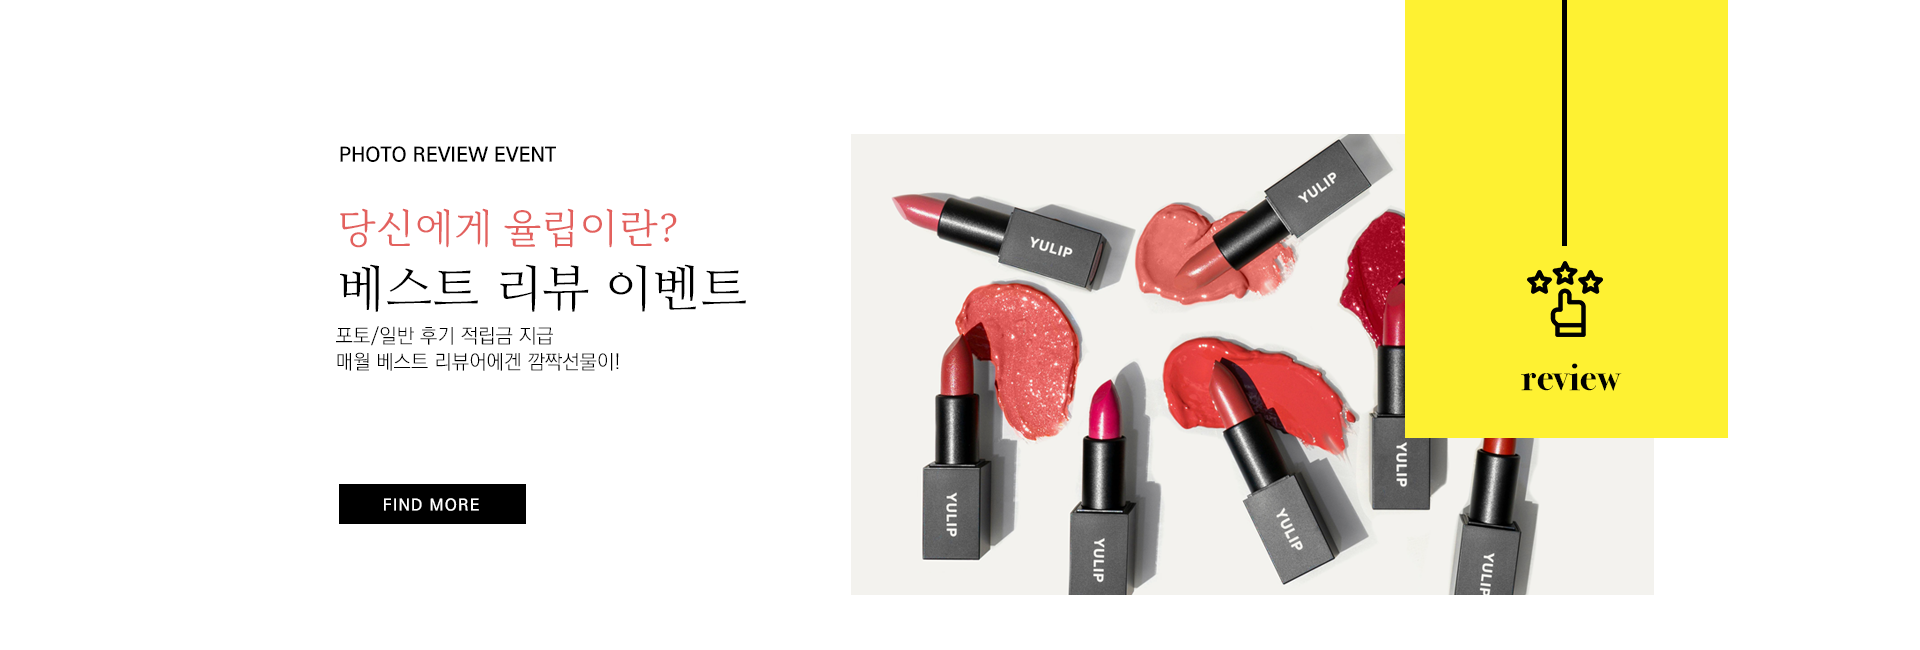 PHOTO REVIEW EVENT
당신에게 율립이란?
베스트 리뷰 이벤트
포토/일반 후기 적립금 지급
매월 베스트 리뷰어에겐 깜짝선물이!
FIND MORE
YULIP
YULIP
YULIP
YULIP
YULIP
YULIP
YULIP
review